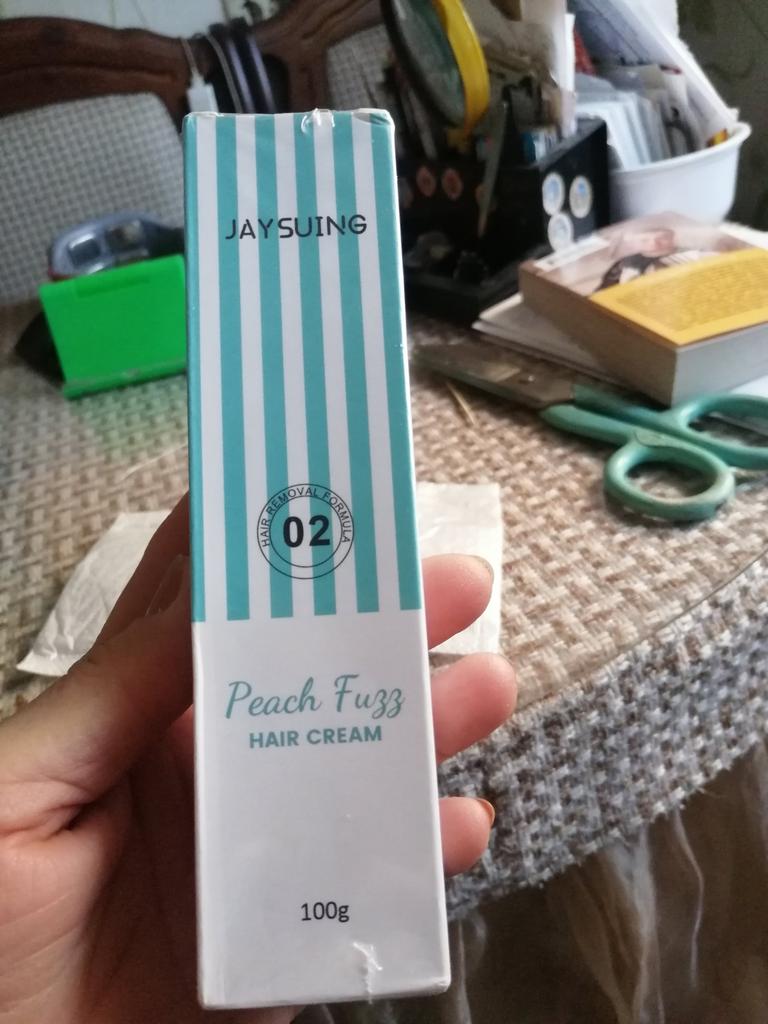 JAYSUING
HAIR REMOVAL FORMULA
02
Peach Fuzz
HAIR CREAM
100g